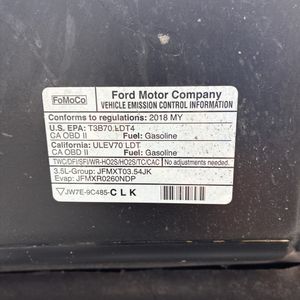 FoMoCo
Ford Motor Company
VEHICLE EMISSION CONTROL INFORMATION
Conforms to regulations: 2018 MY
U.S. EPA: T3B70 LDT4
CA OBD II Fuel: Gasoline
California: ULEV70 LDT
CA OBD II Fuel: Gasoline
TWC/DFI/SFI/WR-HO2S/HO2S/TC/CAC No adjustments needed.
3.5L-Group: JFMXT03.54JK
Evap: JFMXR0260NDP
JW7E-9C485-CLK